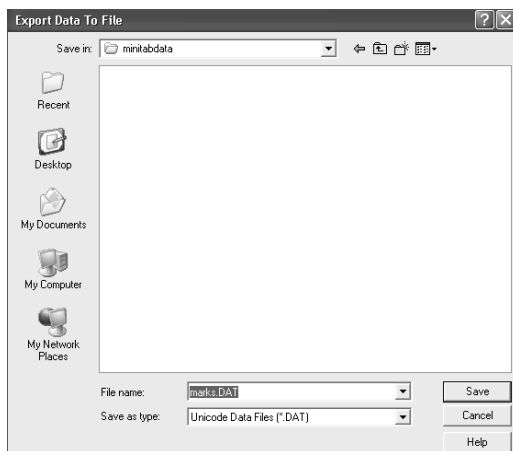 Export Data To File
Save in: minitabdata
Recent
Desktop
My Documents
My Computer
My Network
Places
File name: marks.DAT Save
Save as type: Unicode Data Files (*.DAT) Cancel
Help